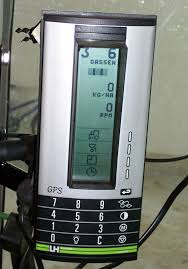 3 6
GASSEN
0
KG/HA
0
RPM
GPS
7 8 9
4 5 6
1 2 3
0 C
LH